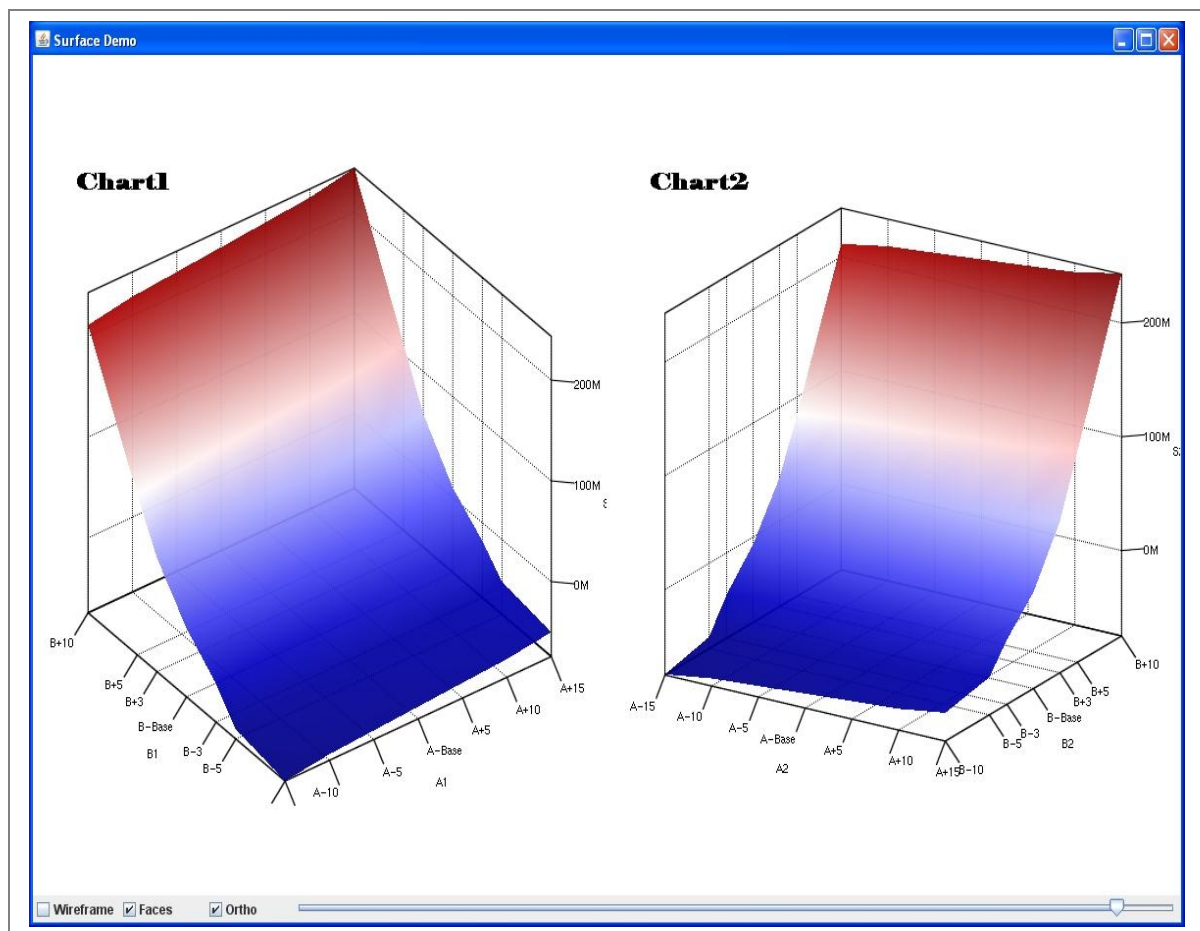 Surface Demo
Chart1
200M
100M
0M
B+10
B+5
B+3
B-Base
B-3
B-5
B1
A-10
A-5
A-Base
A+5
A+10
A+15
A1
Chart2
200M
100M
0M
A-15
A-10
A-5
A-Base
A+5
A+10
A+15
A2
B-10
B-5
B-3
B-Base
B+3
B+5
B+10
B2
Wireframe Faces Ortho